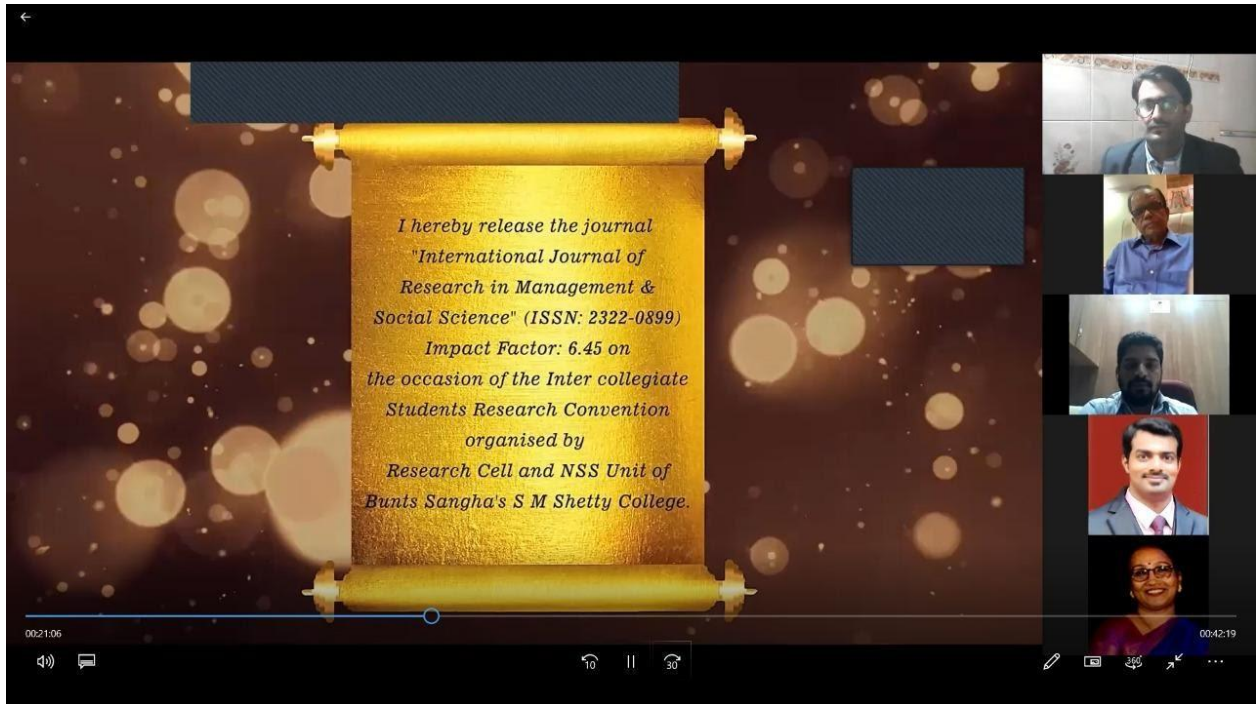 I hereby release the journal
"International Journal of
Research in Management &
Social Science" (ISSN: 2322-0899)
Impact Factor: 6.45 on
the occasion of the Inter collegiate
Students Research Convention
organised by
Research Cell and NSS Unit of
Bunts Sangha's S M Shetty College.
00:21:06
00:42:19
10
30
360